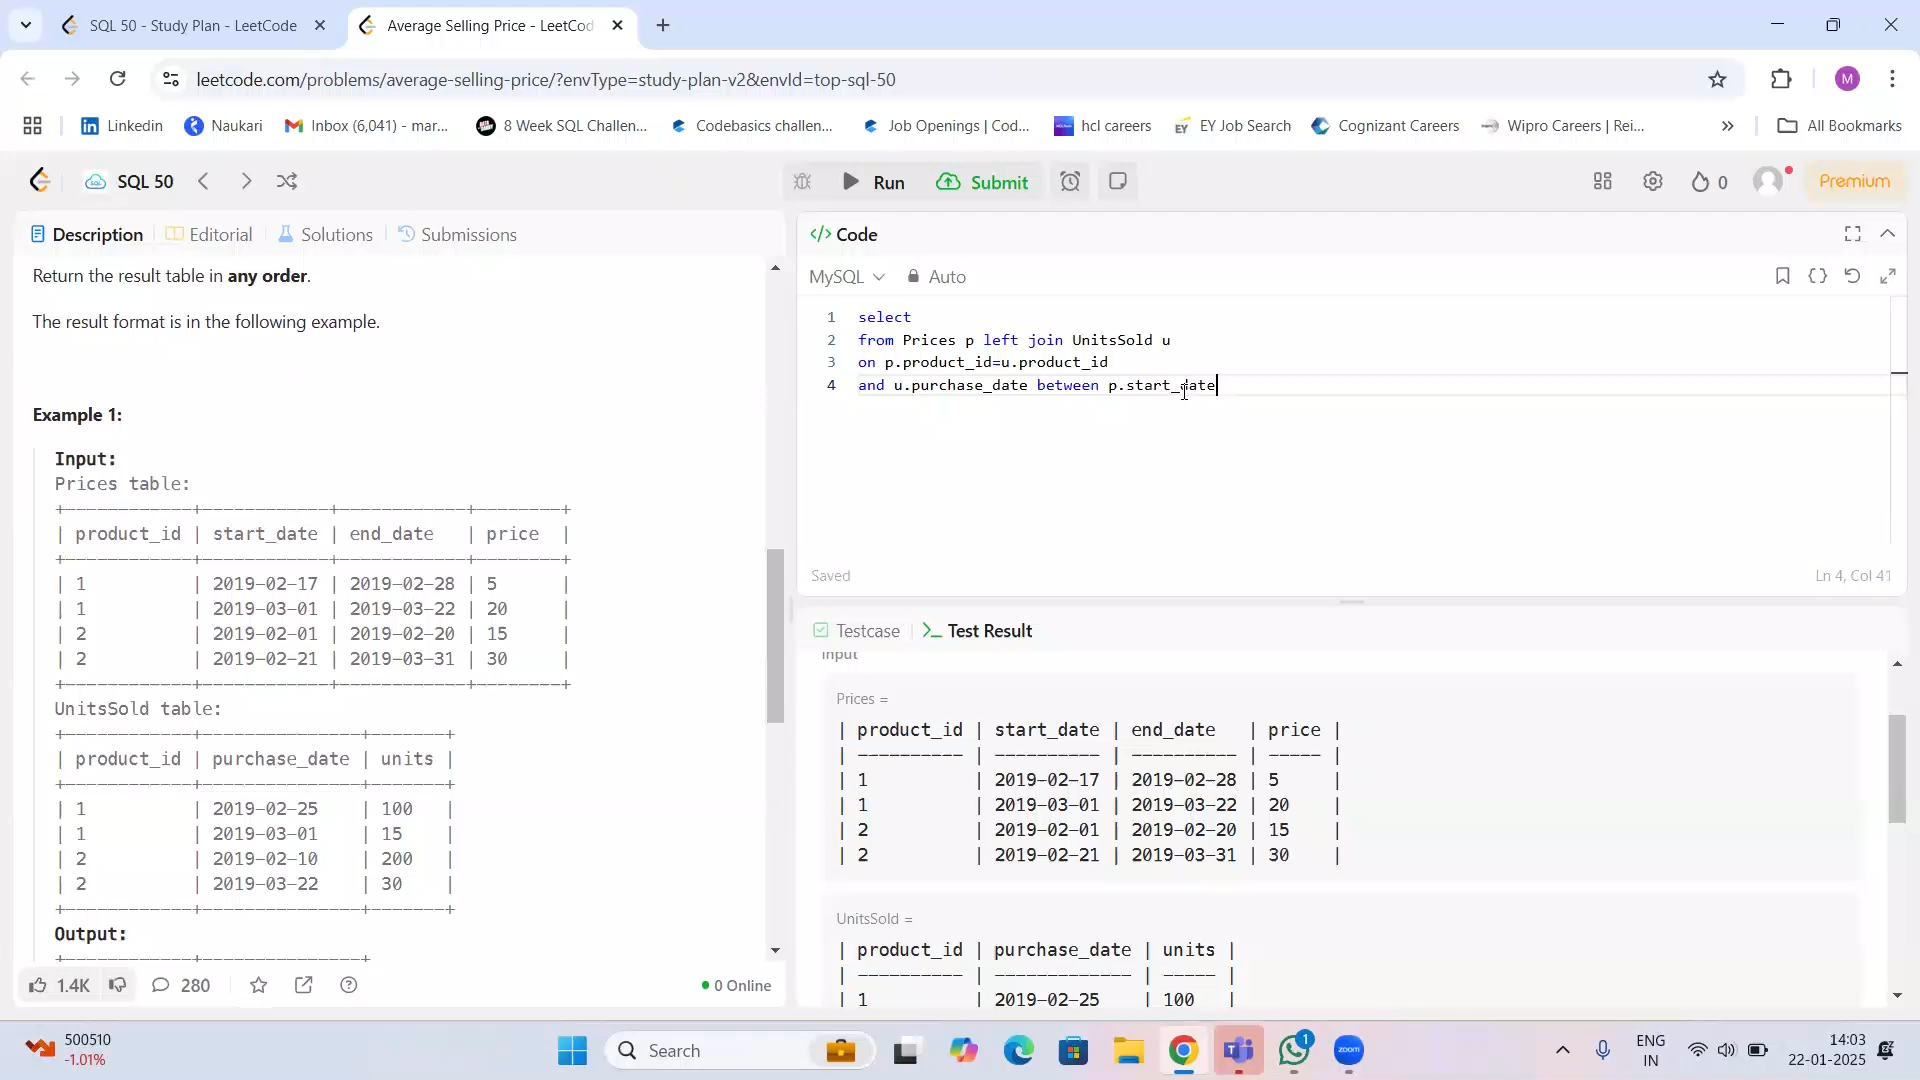 SQL 50 - Study Plan - LeetCode
Average Selling Price - LeetCod
leetcode.com/problems/average-selling-price/?envType=study-plan-v2&envId=top-sql-50
M
Linkedin
Naukari
Inbox (6,041) - mar...
8 Week SQL Challen...
Codebasics challen...
Job Openings | Cod...
hcl careers
EY Job Search
Cognizant Careers
Wipro Careers | Rei...
All Bookmarks
SQL 50
Run
Submit
0
Premium
Description
Editorial
Solutions
Submissions
Return the result table in any order.
The result format is in the following example.
Example 1:
Input:
Prices table:
+------------+------------+------------+--------+
| product_id | start_date | end_date   | price  |
+------------+------------+------------+--------+
| 1          | 2019-02-17 | 2019-02-28 | 5      |
| 1          | 2019-03-01 | 2019-03-22 | 20     |
| 2          | 2019-02-01 | 2019-02-20 | 15     |
| 2          | 2019-02-21 | 2019-03-31 | 30     |
+------------+------------+------------+--------+
UnitsSold table:
+------------+---------------+-------+
| product_id | purchase_date | units |
+------------+---------------+-------+
| 1          | 2019-02-25    | 100   |
| 1          | 2019-03-01    | 15    |
| 2          | 2019-02-10    | 200   |
| 2          | 2019-03-22    | 30    |
+------------+---------------+-------+
Output:
+------------+---------------+
1.4K
280
0 Online
</> Code
MySQL
Auto
1 select
2 from Prices p left join UnitsSold u
3 on p.product_id=u.product_id
4 and u.purchase_date between p.start_date
Saved
Ln 4, Col 41
Testcase
>_ Test Result
Input
Prices =
| product_id | start_date | end_date   | price |
| ---------- | ---------- | ---------- | ----- |
| 1          | 2019-02-17 | 2019-02-28 | 5     |
| 1          | 2019-03-01 | 2019-03-22 | 20    |
| 2          | 2019-02-01 | 2019-02-20 | 15    |
| 2          | 2019-02-21 | 2019-03-31 | 30    |
UnitsSold =
| product_id | purchase_date | units |
| ---------- | ------------- | ----- |
| 1          | 2019-02-25    | 100   |
500510
-1.01%
Search
1
zoom
ENG
IN
14:03
22-01-2025